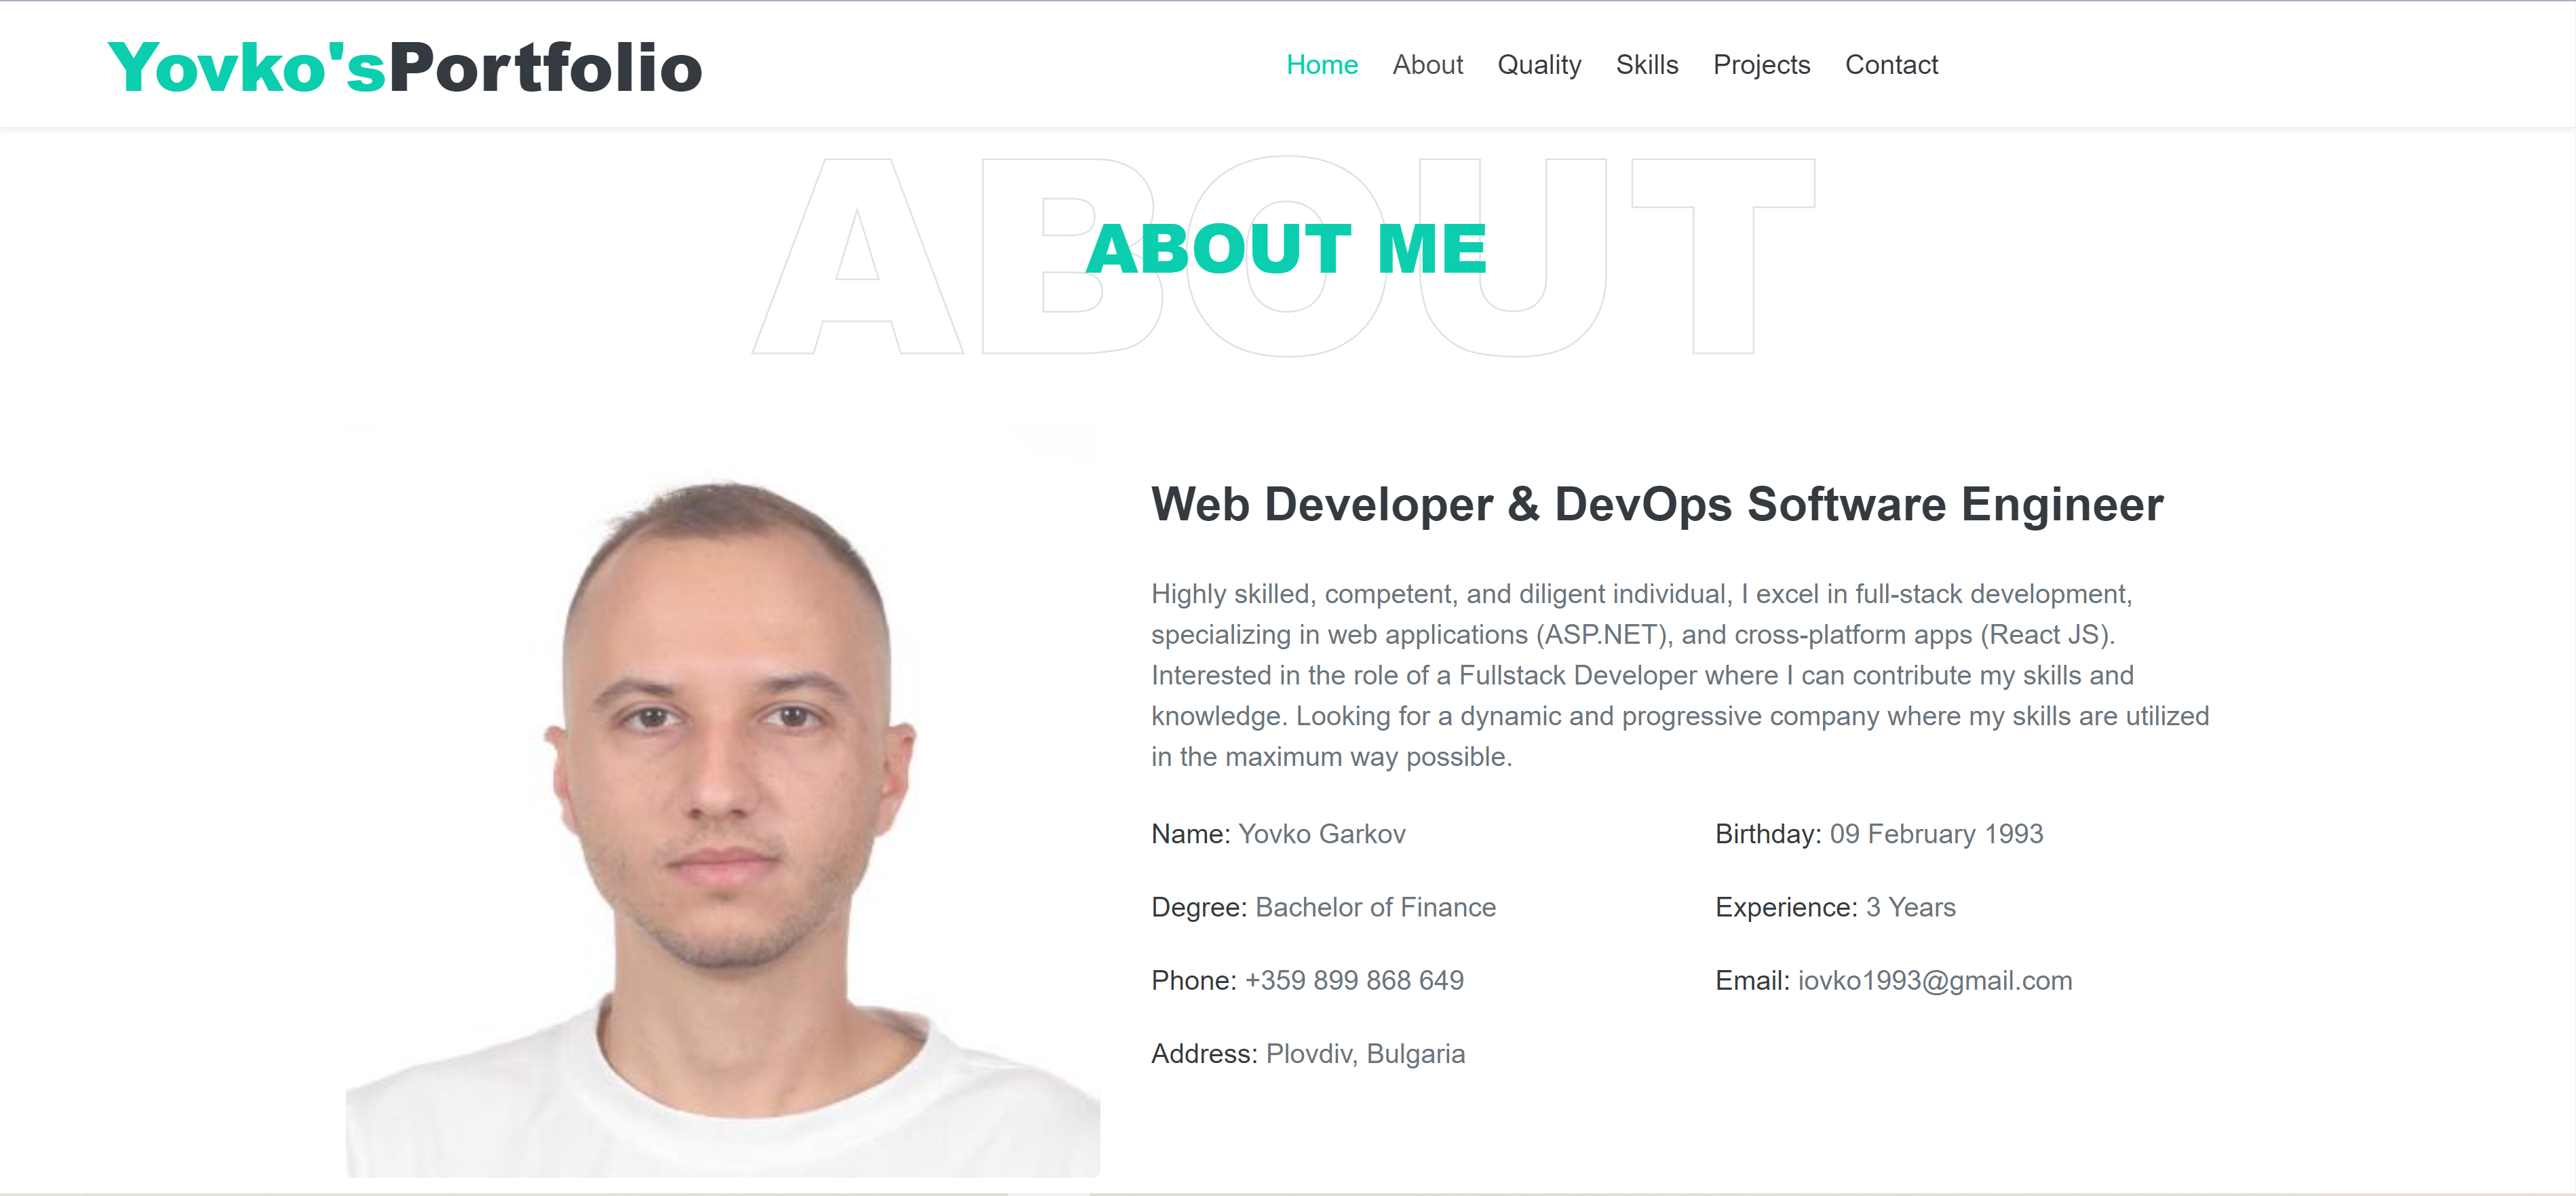 Yovko'sPortfolio
Home About Quality Skills Projects Contact
ABOUT
ABOUT ME
Web Developer & DevOps Software Engineer
Highly skilled, competent, and diligent individual, I excel in full-stack development,
specializing in web applications (ASP.NET), and cross-platform apps (React JS).
Interested in the role of a Fullstack Developer where I can contribute my skills and
knowledge. Looking for a dynamic and progressive company where my skills are utilized
in the maximum way possible.
Name: Yovko Garkov
Birthday: 09 February 1993
Degree: Bachelor of Finance
Experience: 3 Years
Phone: +359 899 868 649
Email: iovko1993@gmail.com
Address: Plovdiv, Bulgaria